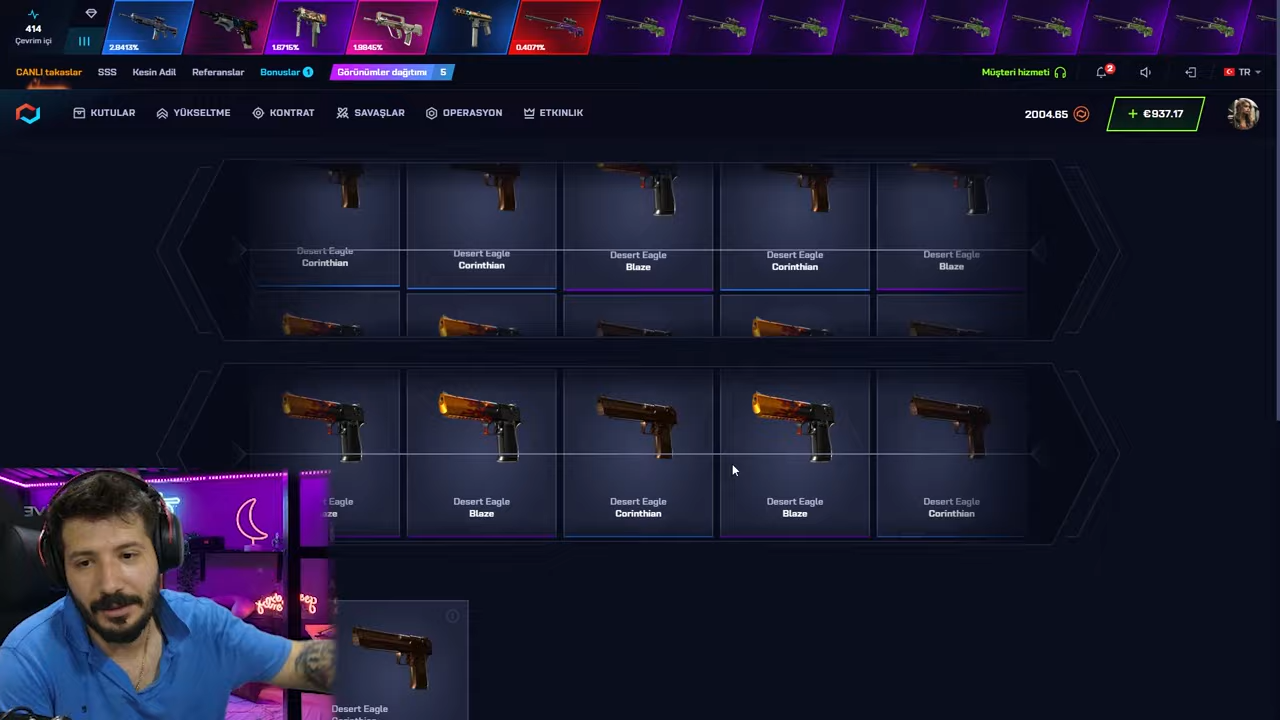 414
Çevrim içi
2.8413%
1.6715%
1.9845%
0.4071%
CANLI takaslar
SSS
Kesin Adil
Referanslar
Bonuslar 1
Görünümler dağıtımı 5
Müşteri hizmeti
2
TR
KUTULAR
YÜKSELTME
KONTRAT
SAVAŞLAR
OPERASYON
ETKINLIK
2004.65
+ €937.17
Desert Eagle
Corinthian
Desert Eagle
Corinthian
Desert Eagle
Blaze
Desert Eagle
Corinthian
Desert Eagle
Blaze
Desert Eagle
Blaze
Desert Eagle
Corinthian
Desert Eagle
Blaze
Desert Eagle
Corinthian
Desert Eagle
Corinthian